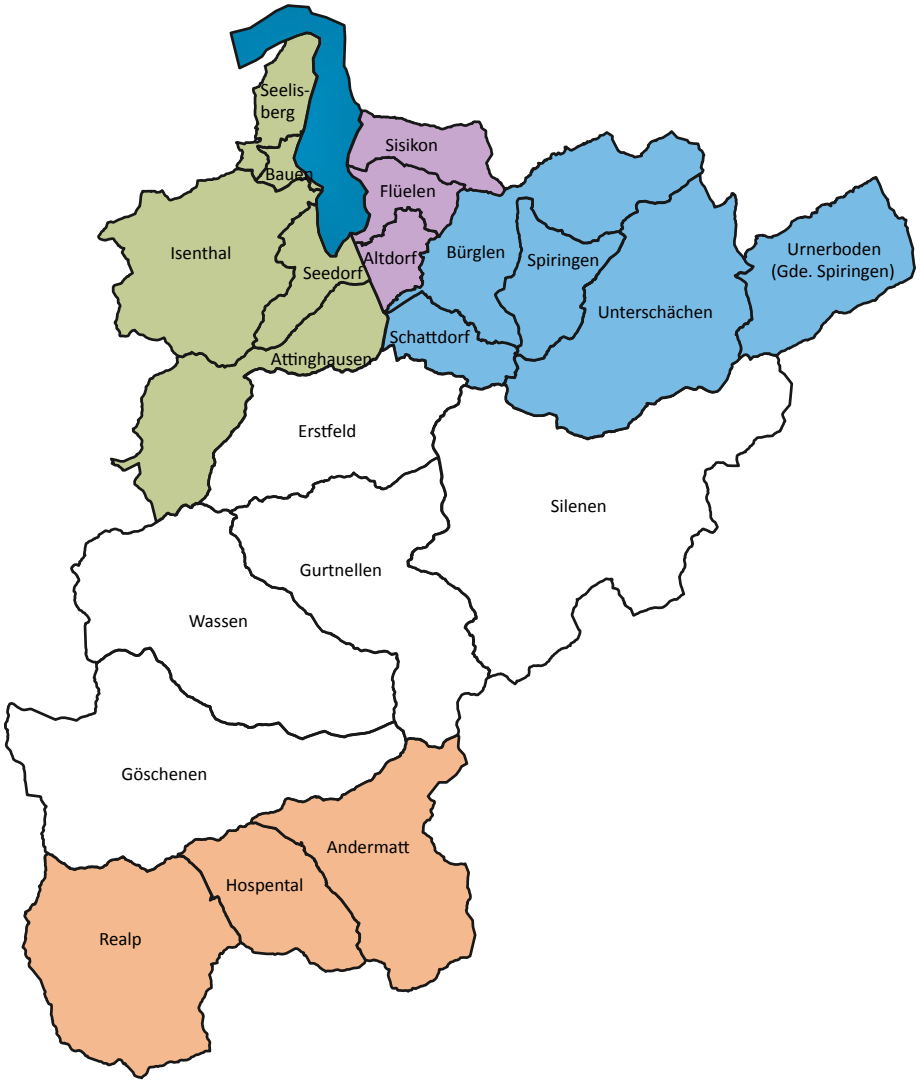 Seelis-
berg
Sisikon
Bauen
Flüelen
Isenthal
Seedorf
Altdorf
Bürglen
Spiringen
Urnerboden
(Gde. Spiringen)
Unterschächen
Schattdorf
Attinghausen
Erstfeld
Silenen
Gurtnellen
Wassen
Göschenen
Andermatt
Hospental
Realp